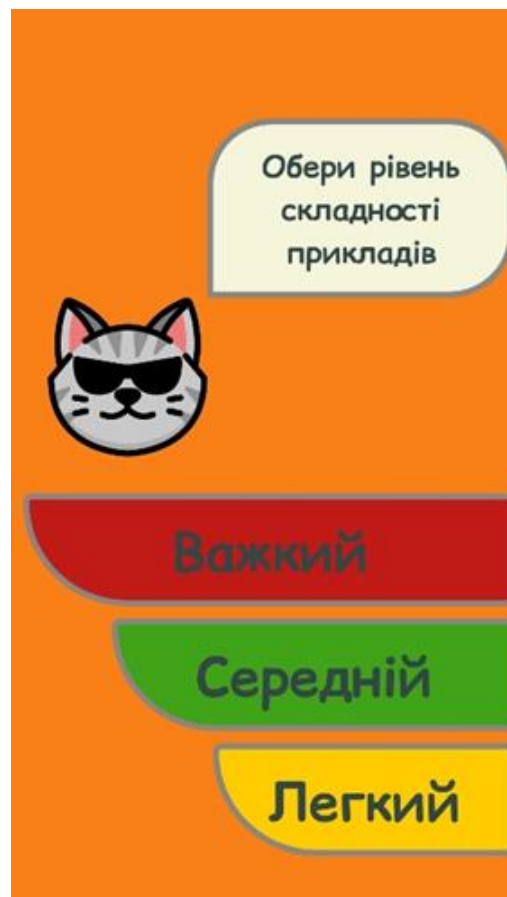 Обери рівень
складності
прикладів
Важкий
Середній
Легкий